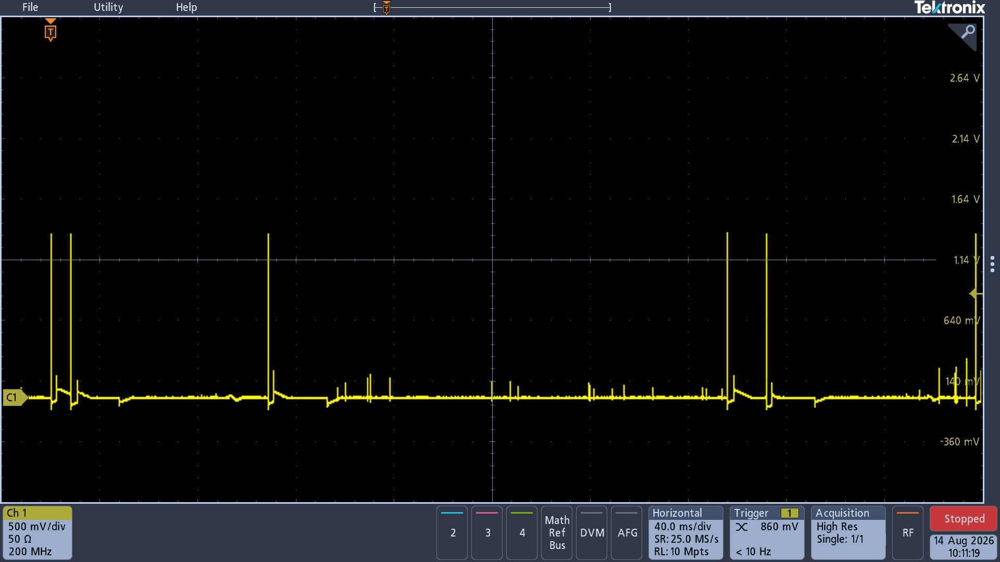 File Utility Help
Tektronix
T
T
2.64 V
2.14 V
1.64 V
1.14 V
640 mV
140 mV
-360 mV
C1
Ch 1
500 mV/div
50 Ω
200 MHz
2
3
4
Math
Ref
Bus
DVM
AFG
Horizontal
40.0 ms/div
SR: 25.0 MS/s
RL: 10 Mpts
Trigger 1
860 mV
< 10 Hz
Acquisition
High Res
Single: 1/1
RF
Stopped
14 Aug 2026
10:11:19